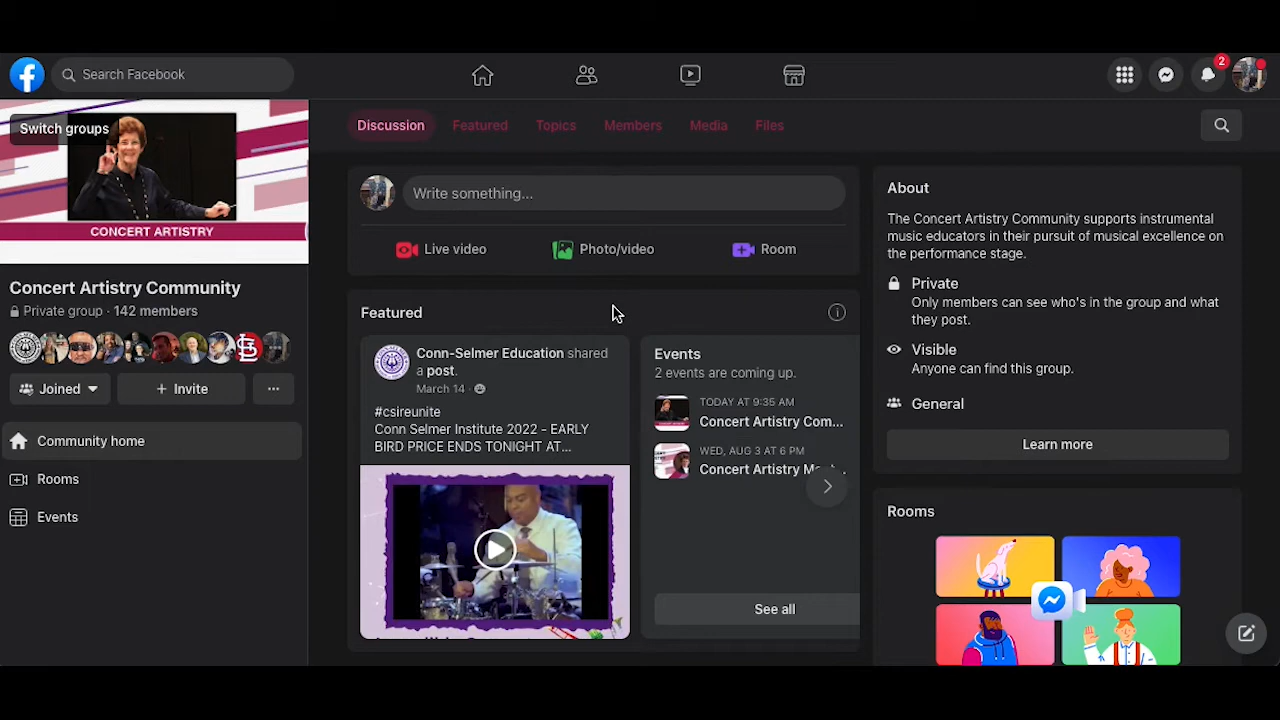 Search Facebook
2
Switch groups
CONCERT ARTISTRY
Concert Artistry Community
Private group · 142 members
Joined
+ Invite
Community home
Rooms
Events
Discussion
Featured
Topics
Members
Media
Files
Write something...
Live video
Photo/video
Room
Featured
Conn-Selmer Education shared
a post.
March 14 ·
#csireunite
Conn Selmer Institute 2022 - EARLY
BIRD PRICE ENDS TONIGHT AT...
Events
2 events are coming up.
TODAY AT 9:35 AM
Concert Artistry Com...
WED, AUG 3 AT 6 PM
Concert Artistry
See all
About
The Concert Artistry Community supports instrumental
music educators in their pursuit of musical excellence on
the performance stage.
Private
Only members can see who's in the group and what
they post.
Visible
Anyone can find this group.
General
Learn more
Rooms